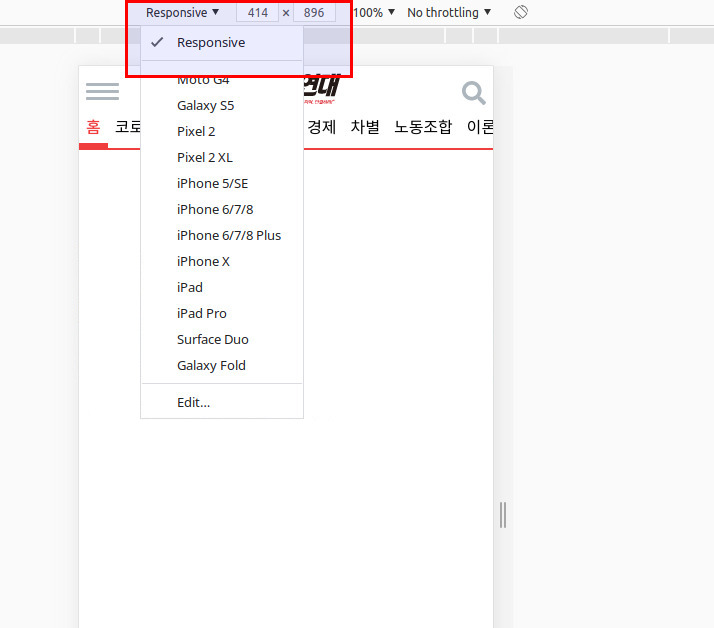 Responsive ▼ 414 × 896 100% ▼ No throttling ▼
Responsive
Moto G4
연대
Galaxy S5
홈 코로 경제 차별 노동조합 이론
Pixel 2
Pixel 2 XL
iPhone 5/SE
iPhone 6/7/8
iPhone 6/7/8 Plus
iPhone X
iPad
iPad Pro
Surface Duo
Galaxy Fold
Edit...